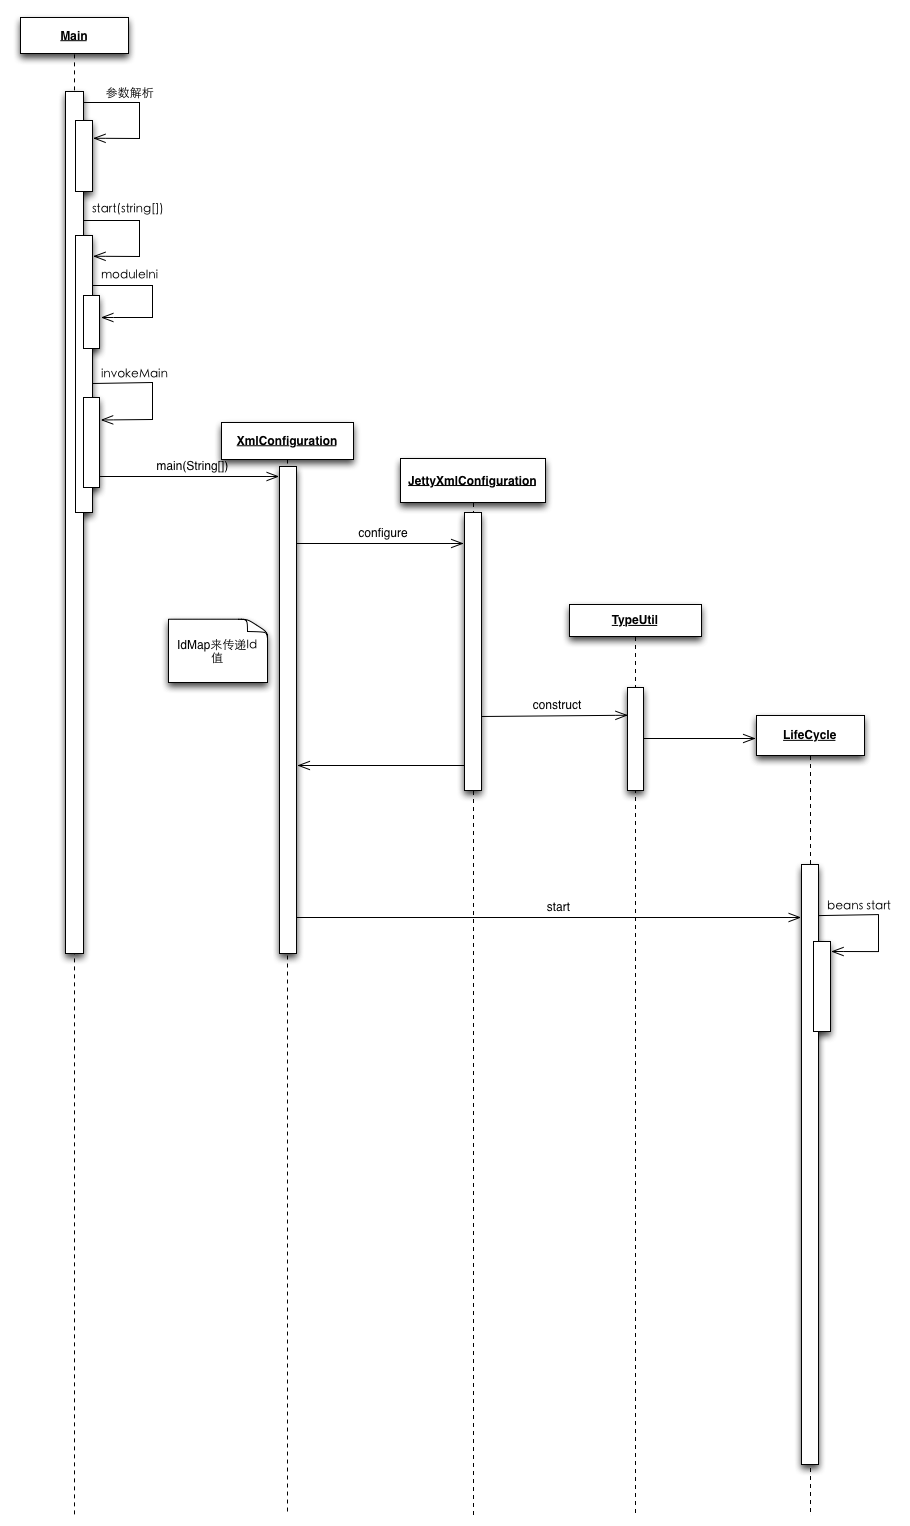 Main
参数解析
start(string[])
moduleIni
invokeMain
XmlConfiguration
main(String[])
JettyXmlConfiguration
configure
TypeUtil
IdMap来传递Id
值
construct
LifeCycle
beans start
start